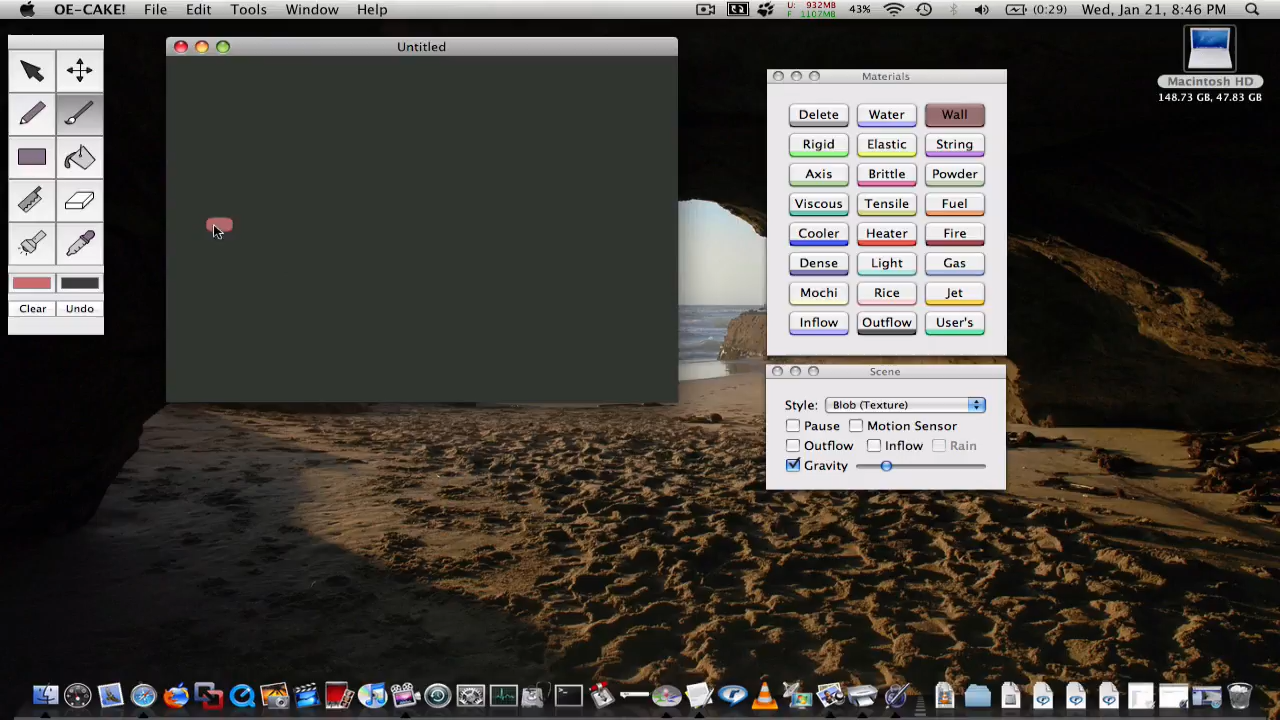 OE-CAKE! File Edit Tools Window Help
U: 932MB
F: 1107MB
43% (0:29) Wed, Jan 21, 8:46 PM
Untitled
Macintosh HD
148.73 GB, 47.83 GB
Clear Undo
Materials
Delete Water Wall
Rigid Elastic String
Axis Brittle Powder
Viscous Tensile Fuel
Cooler Heater Fire
Dense Light Gas
Mochi Rice Jet
Inflow Outflow User's
Scene
Style: Blob (Texture)
Pause Motion Sensor
Outflow Inflow Rain
Gravity